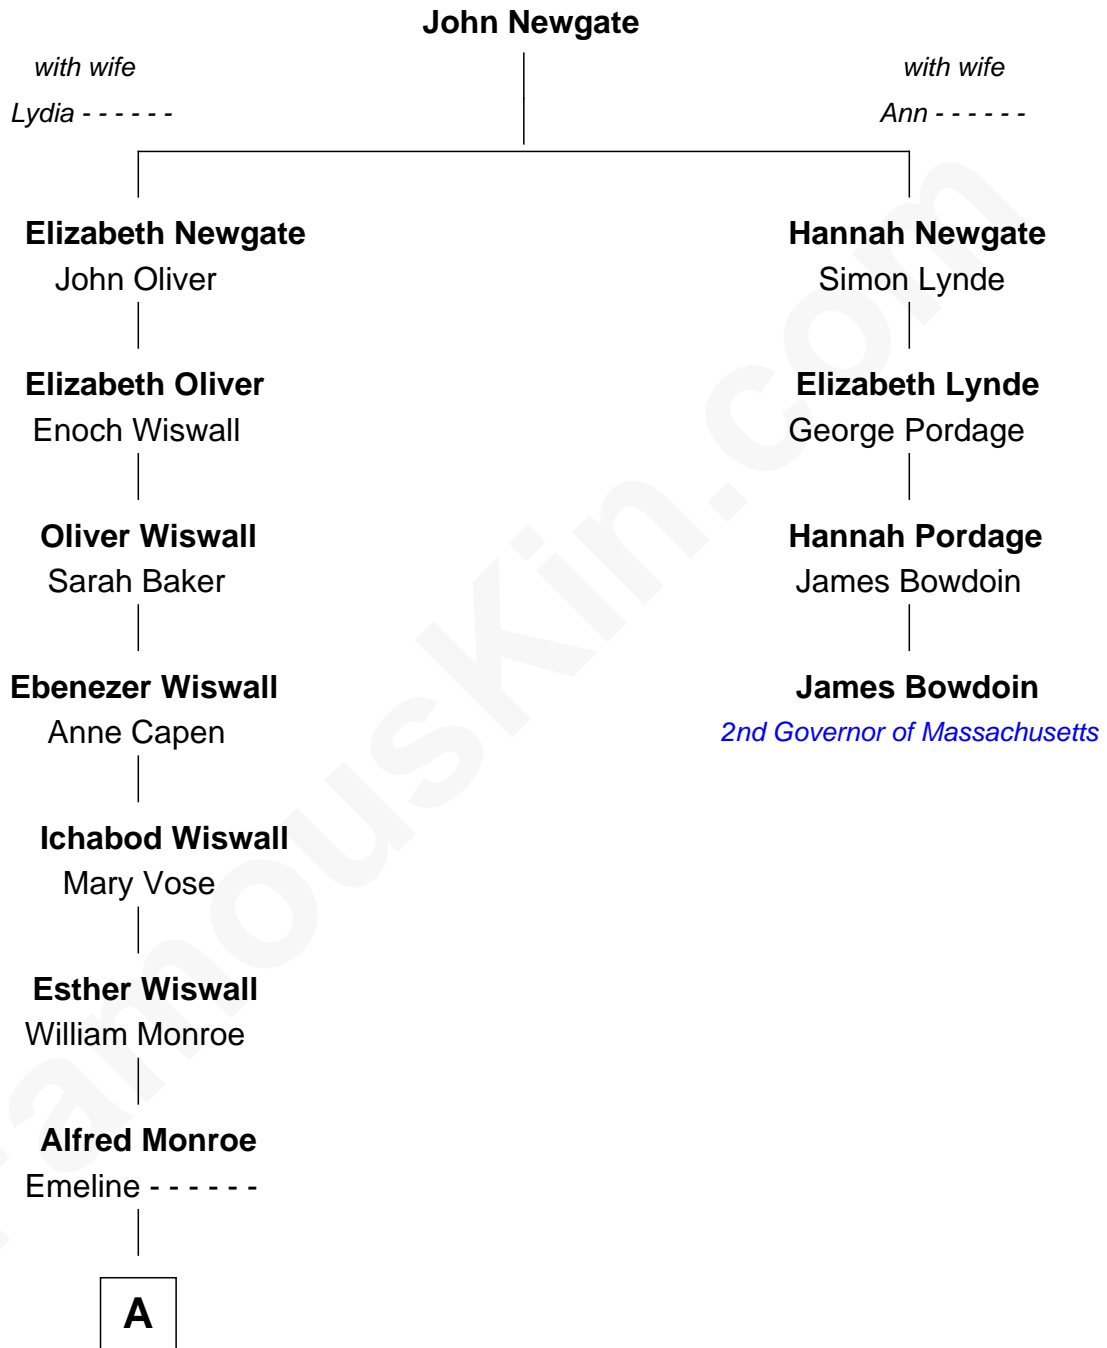 John Newgate
with wife
Lydia - - - - - -
with wife
Ann - - - - - -
Elizabeth Newgate
John Oliver
Hannah Newgate
Simon Lynde
Elizabeth Oliver
Enoch Wiswall
Elizabeth Lynde
George Pordage
Oliver Wiswall
Sarah Baker
Hannah Pordage
James Bowdoin
Ebenezer Wiswall
Anne Capen
James Bowdoin
2nd Governor of Massachusetts
Ichabod Wiswall
Mary Vose
Esther Wiswall
William Monroe
Alfred Monroe
Emeline - - - - - -
A
FamousKin.com